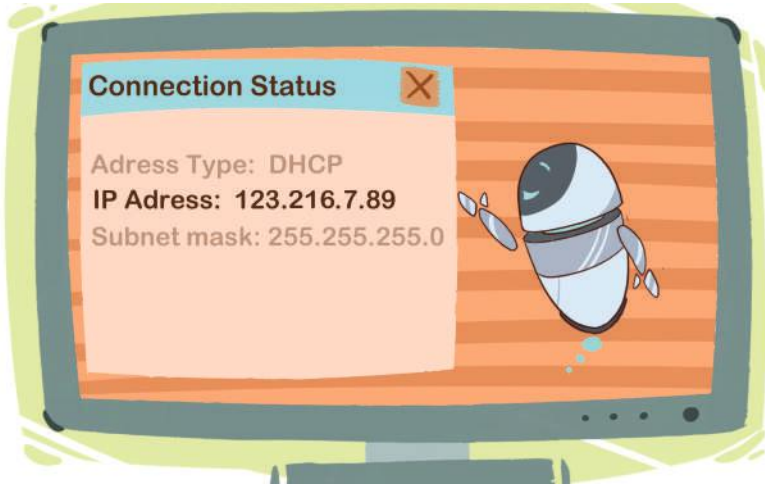 Connection Status
Adress Type: DHCP
IP Adress: 123.216.7.89
Subnet mask: 255.255.255.0